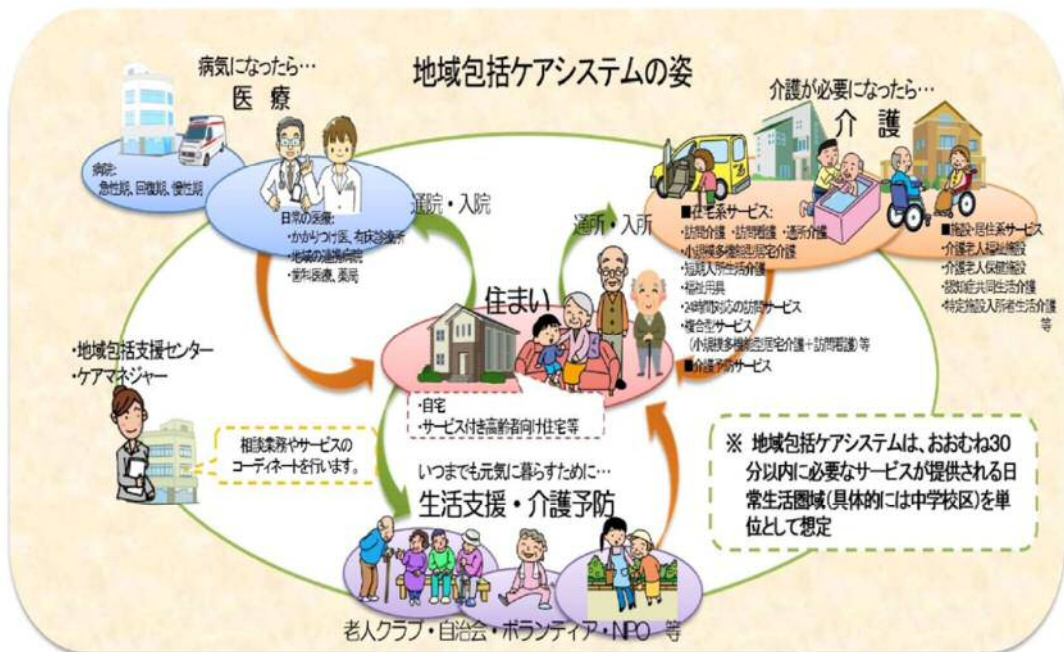 地域包括ケアシステムの姿
病気になったら…
医 療
病院:
急性期、回復期、慢性期
日常の医療:
・かかりつけ医、有床診療所
・地域の連携病院
・歯科医療、薬局
通院・入院
通所・入所
介護が必要になったら…
介 護
■在宅系サービス:
・訪問介護 ・訪問看護 ・通所介護
・小規模多機能型居宅介護
・短期入所生活介護
・福祉用具
・24時間対応の訪問サービス
・複合型サービス
(小規模多機能型居宅介護+訪問看護)等
■介護予防サービス
■施設・居住系サービス
・介護老人福祉施設
・介護老人保健施設
・認知症共同生活介護
・特定施設入所者生活介護
等
住まい
・自宅
・サービス付き高齢者向け住宅等
・地域包括支援センター
・ケアマネジャー
相談業務やサービスの
コーディネートを行います。
いつまでも元気に暮らすために…
生活支援・介護予防
老人クラブ・自治会・ボランティア・NPO 等
※ 地域包括ケアシステムは、おおむね30
分以内に必要なサービスが提供される日
常生活圏域(具体的には中学校区)を単
位として想定